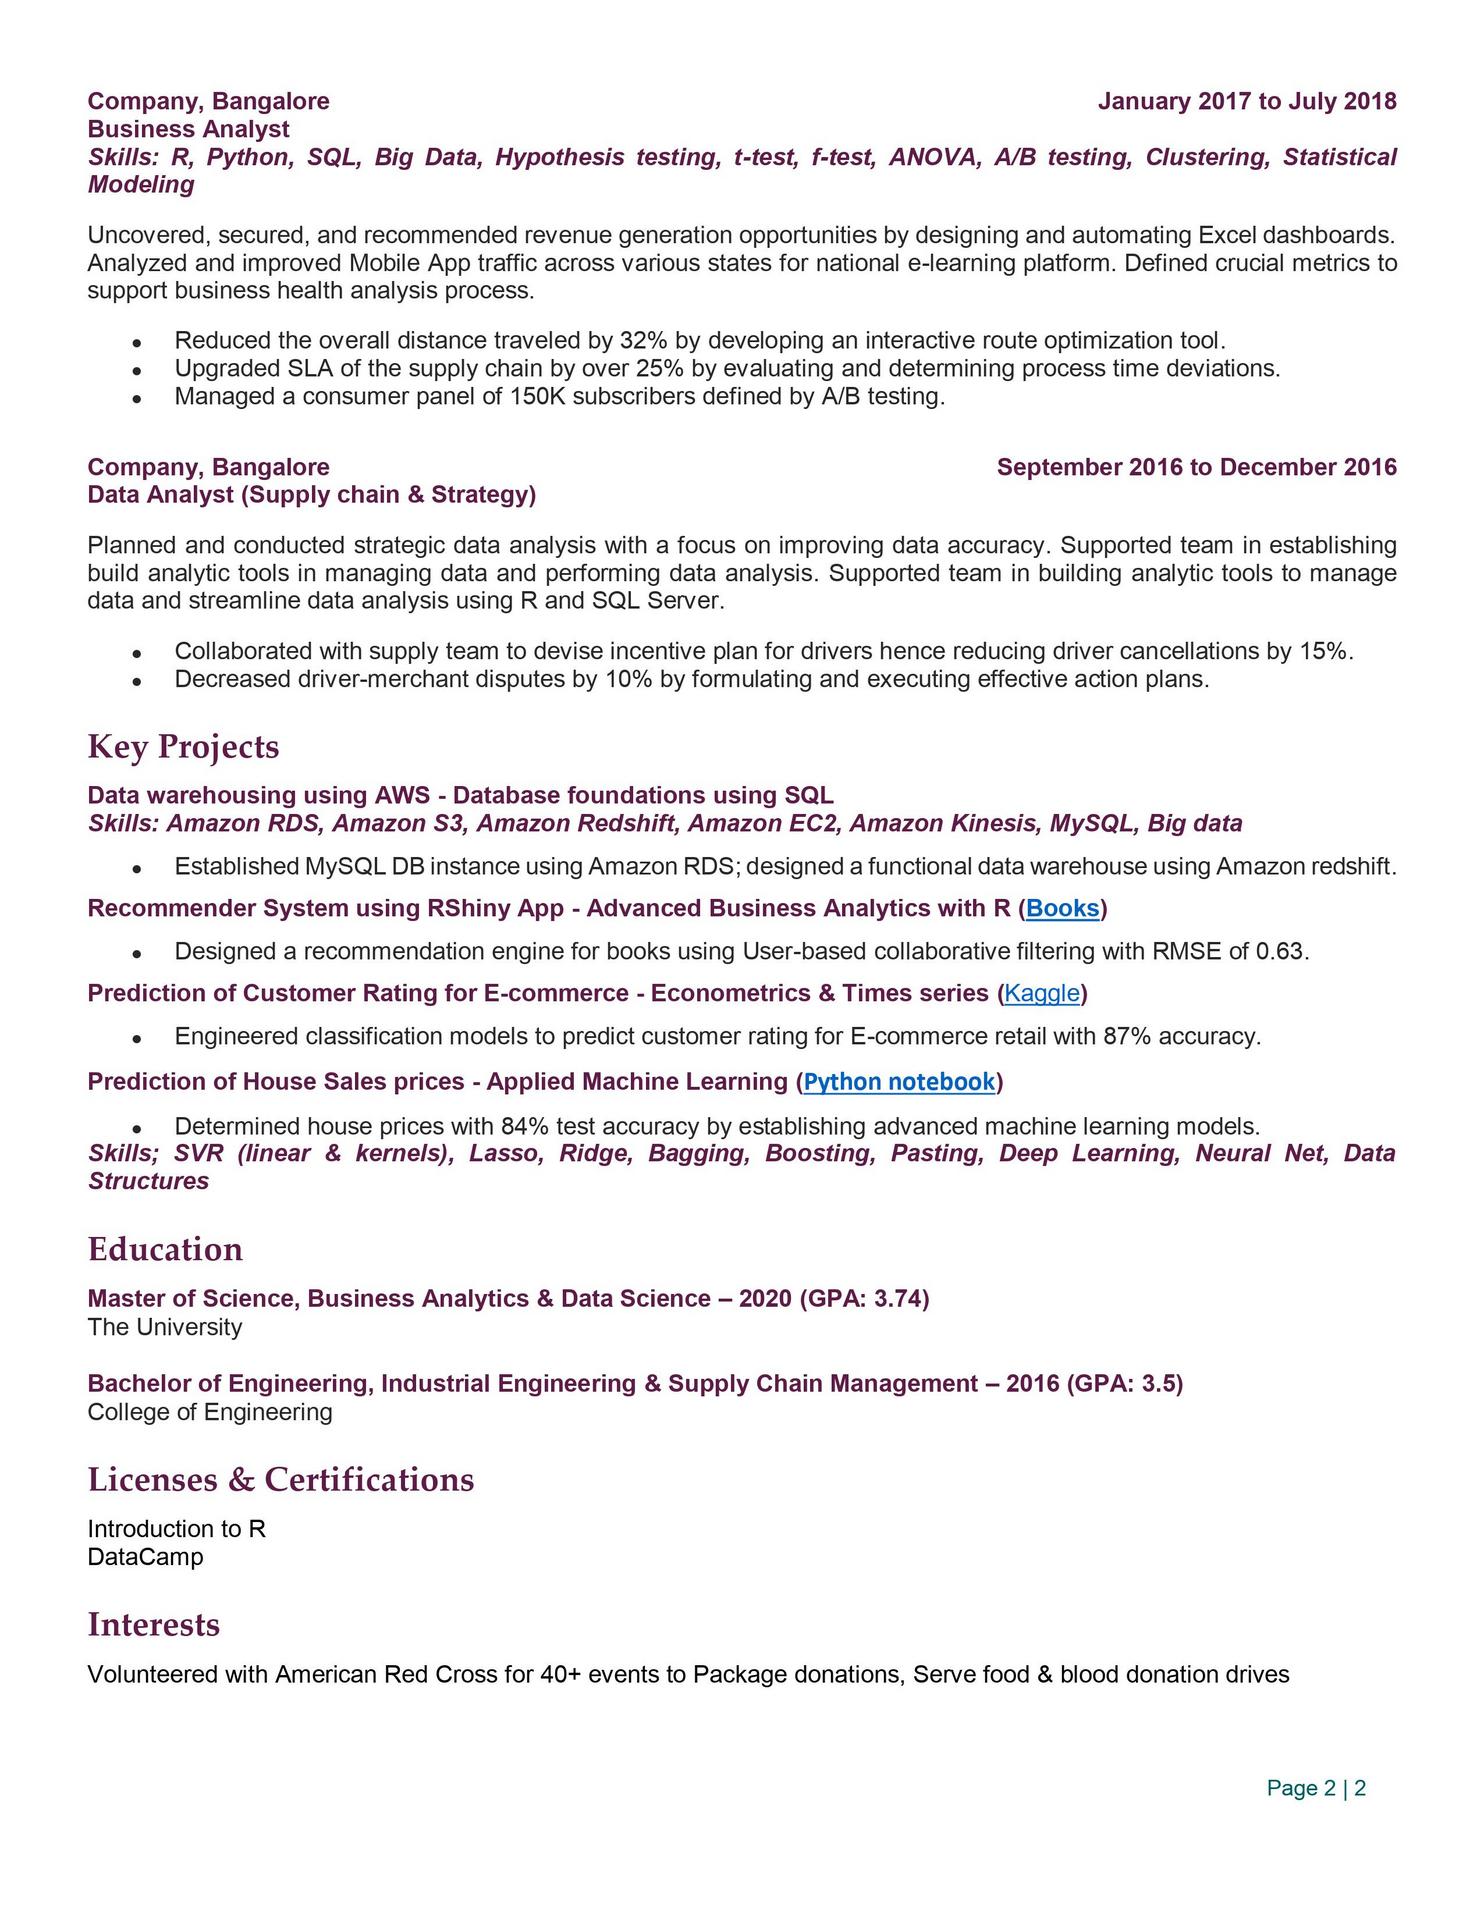 Company, Bangalore January 2017 to July 2018
Business Analyst
Skills: R, Python, SQL, Big Data, Hypothesis testing, t-test, f-test, ANOVA, A/B testing, Clustering, Statistical
Modeling
Uncovered, secured, and recommended revenue generation opportunities by designing and automating Excel dashboards.
Analyzed and improved Mobile App traffic across various states for national e-learning platform. Defined crucial metrics to
support business health analysis process.
• Reduced the overall distance traveled by 32% by developing an interactive route optimization tool.
• Upgraded SLA of the supply chain by over 25% by evaluating and determining process time deviations.
• Managed a consumer panel of 150K subscribers defined by A/B testing.
Company, Bangalore September 2016 to December 2016
Data Analyst (Supply chain & Strategy)
Planned and conducted strategic data analysis with a focus on improving data accuracy. Supported team in establishing
build analytic tools in managing data and performing data analysis. Supported team in building analytic tools to manage
data and streamline data analysis using R and SQL Server.
• Collaborated with supply team to devise incentive plan for drivers hence reducing driver cancellations by 15%.
• Decreased driver-merchant disputes by 10% by formulating and executing effective action plans.
Key Projects
Data warehousing using AWS - Database foundations using SQL
Skills: Amazon RDS, Amazon S3, Amazon Redshift, Amazon EC2, Amazon Kinesis, MySQL, Big data
• Established MySQL DB instance using Amazon RDS; designed a functional data warehouse using Amazon redshift.
Recommender System using RShiny App - Advanced Business Analytics with R (Books)
• Designed a recommendation engine for books using User-based collaborative filtering with RMSE of 0.63.
Prediction of Customer Rating for E-commerce - Econometrics & Times series (Kaggle)
• Engineered classification models to predict customer rating for E-commerce retail with 87% accuracy.
Prediction of House Sales prices - Applied Machine Learning (Python notebook)
• Determined house prices with 84% test accuracy by establishing advanced machine learning models.
Skills; SVR (linear & kernels), Lasso, Ridge, Bagging, Boosting, Pasting, Deep Learning, Neural Net, Data
Structures
Education
Master of Science, Business Analytics & Data Science – 2020 (GPA: 3.74)
The University
Bachelor of Engineering, Industrial Engineering & Supply Chain Management – 2016 (GPA: 3.5)
College of Engineering
Licenses & Certifications
Introduction to R
DataCamp
Interests
Volunteered with American Red Cross for 40+ events to Package donations, Serve food & blood donation drives
Page 2 | 2